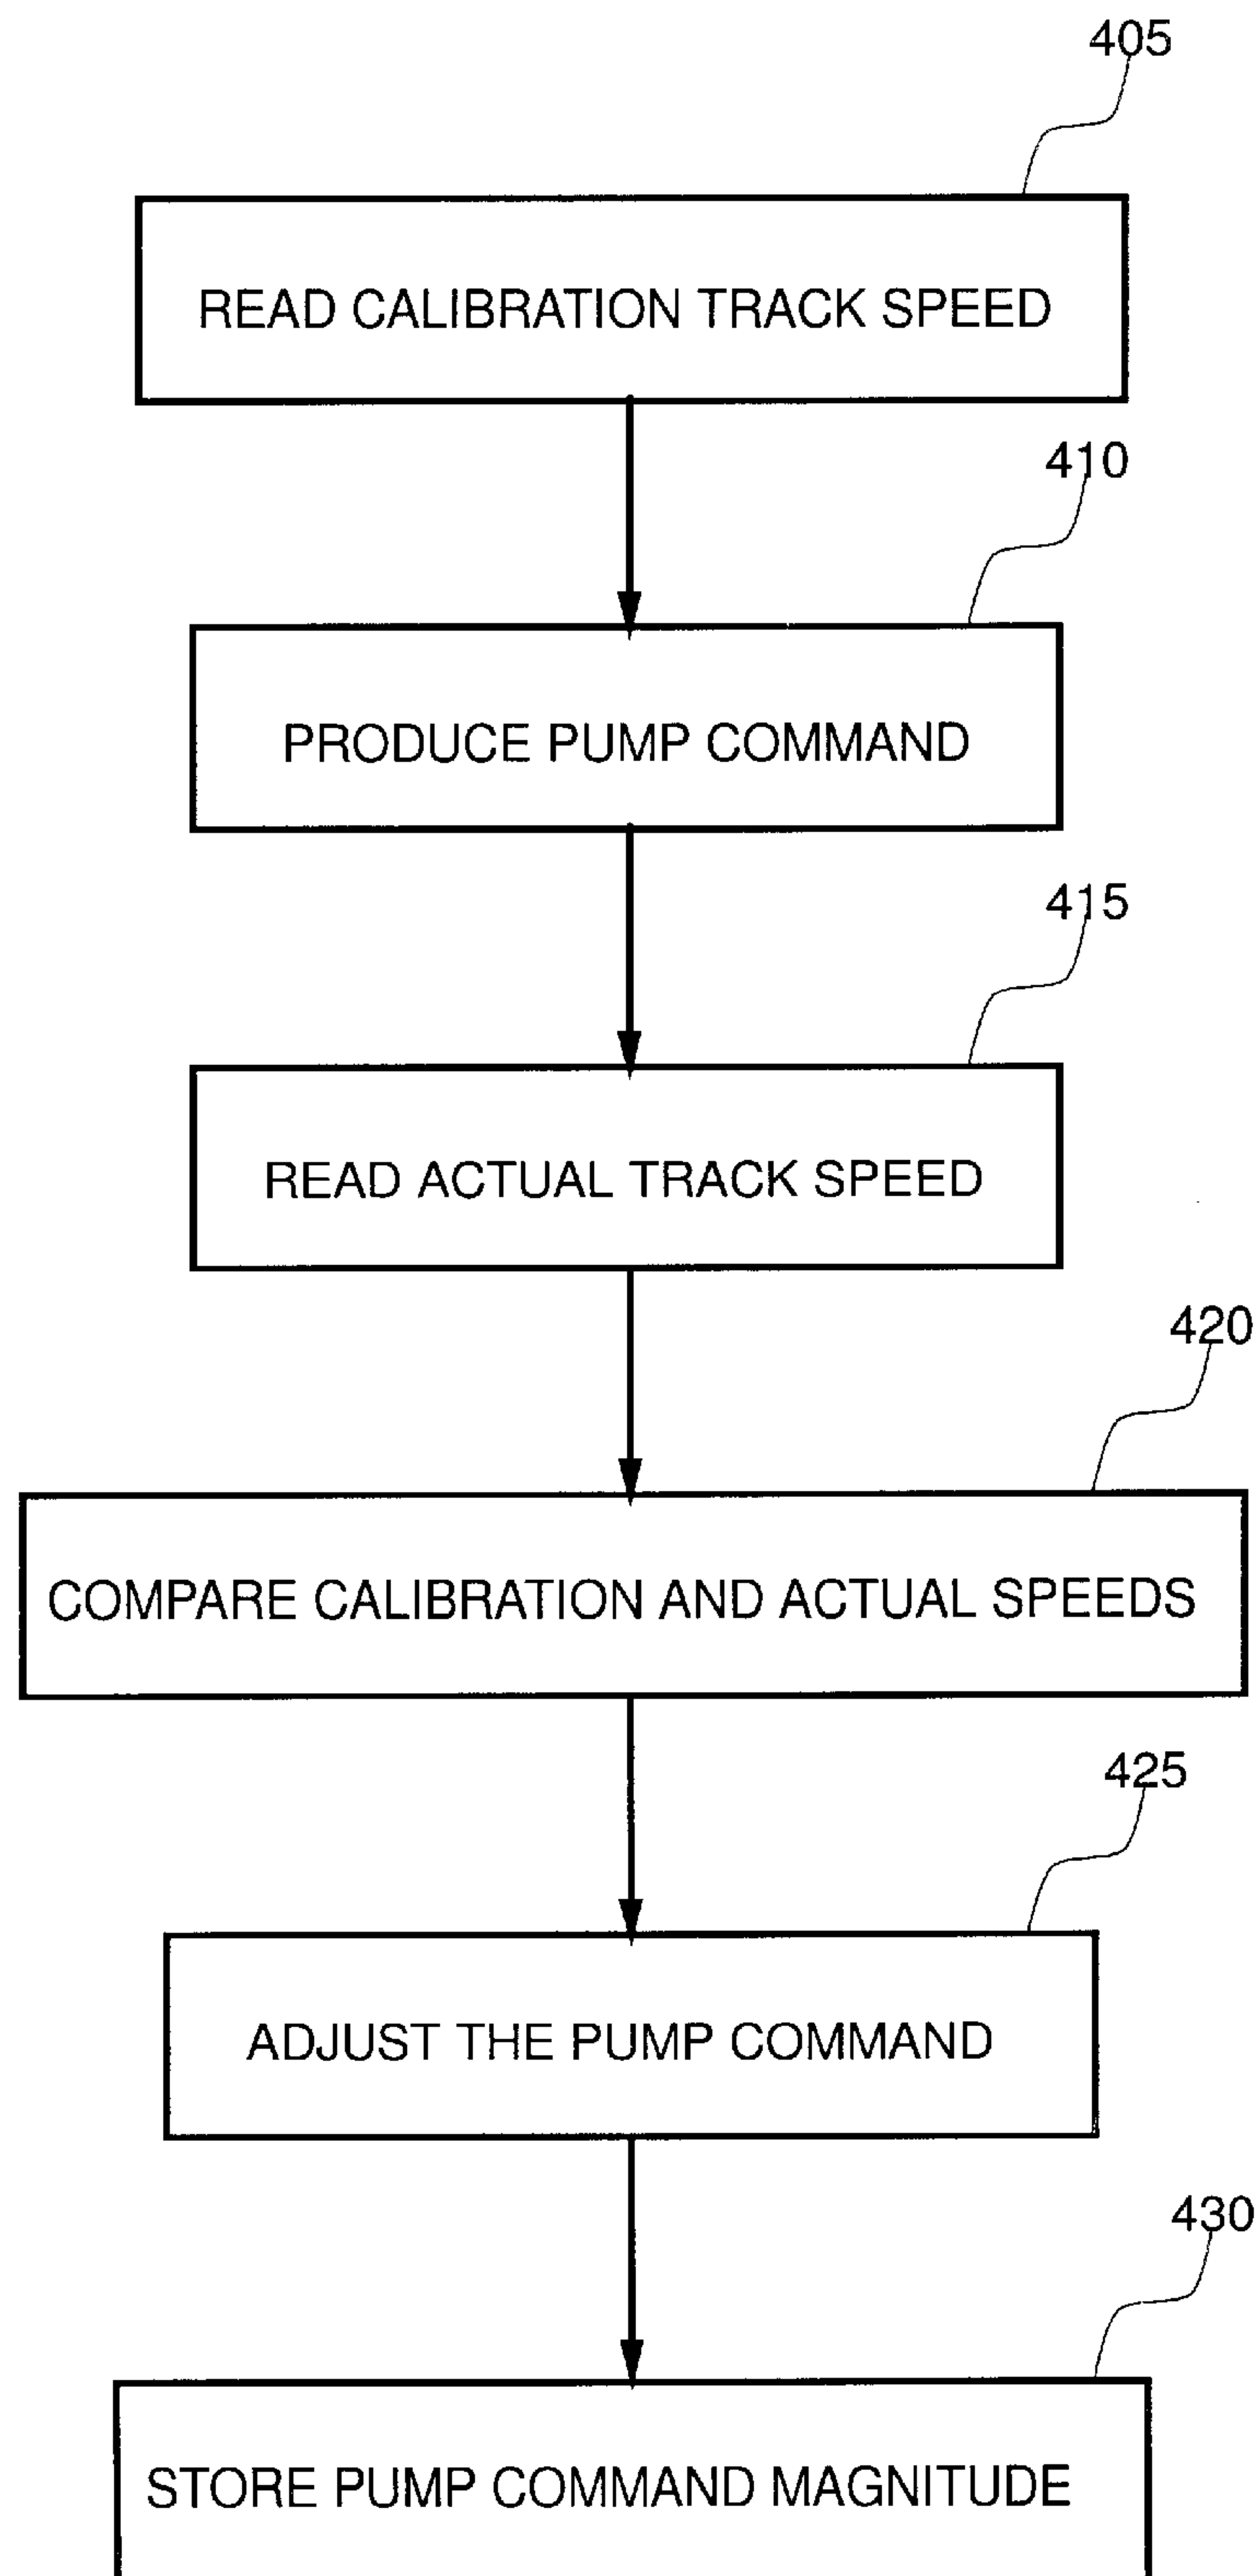 405
READ CALIBRATION TRACK SPEED
410
PRODUCE PUMP COMMAND
415
READ ACTUAL TRACK SPEED
420
COMPARE CALIBRATION AND ACTUAL SPEEDS
425
ADJUST THE PUMP COMMAND
430
STORE PUMP COMMAND MAGNITUDE